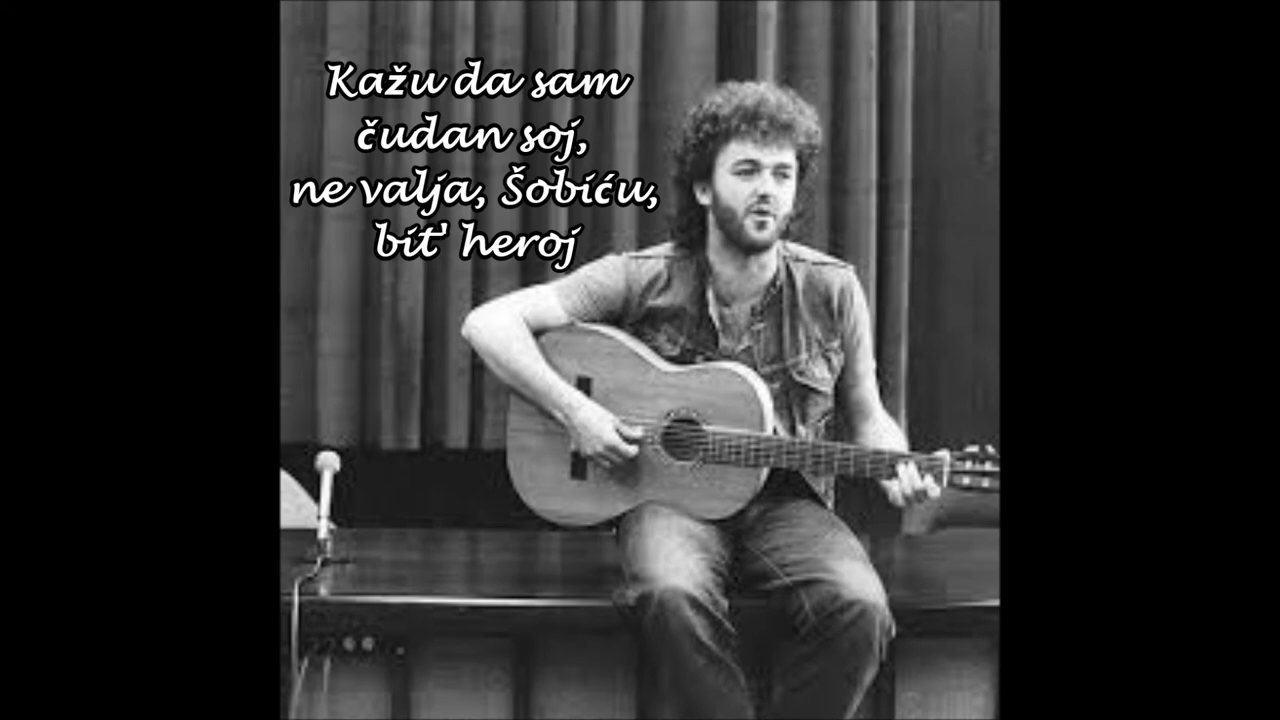 Kažu da sam
čudan soj,
ne valja, Šobiću,
bit' heroj